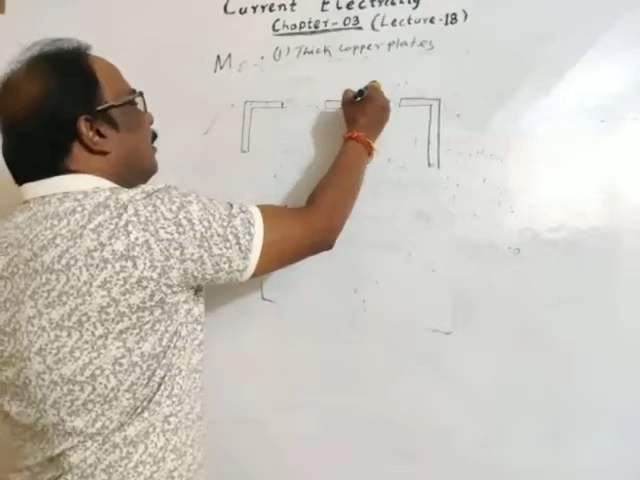 Current Electricity
Chapter-03 (Lecture-18)
(1) Thick copper plates